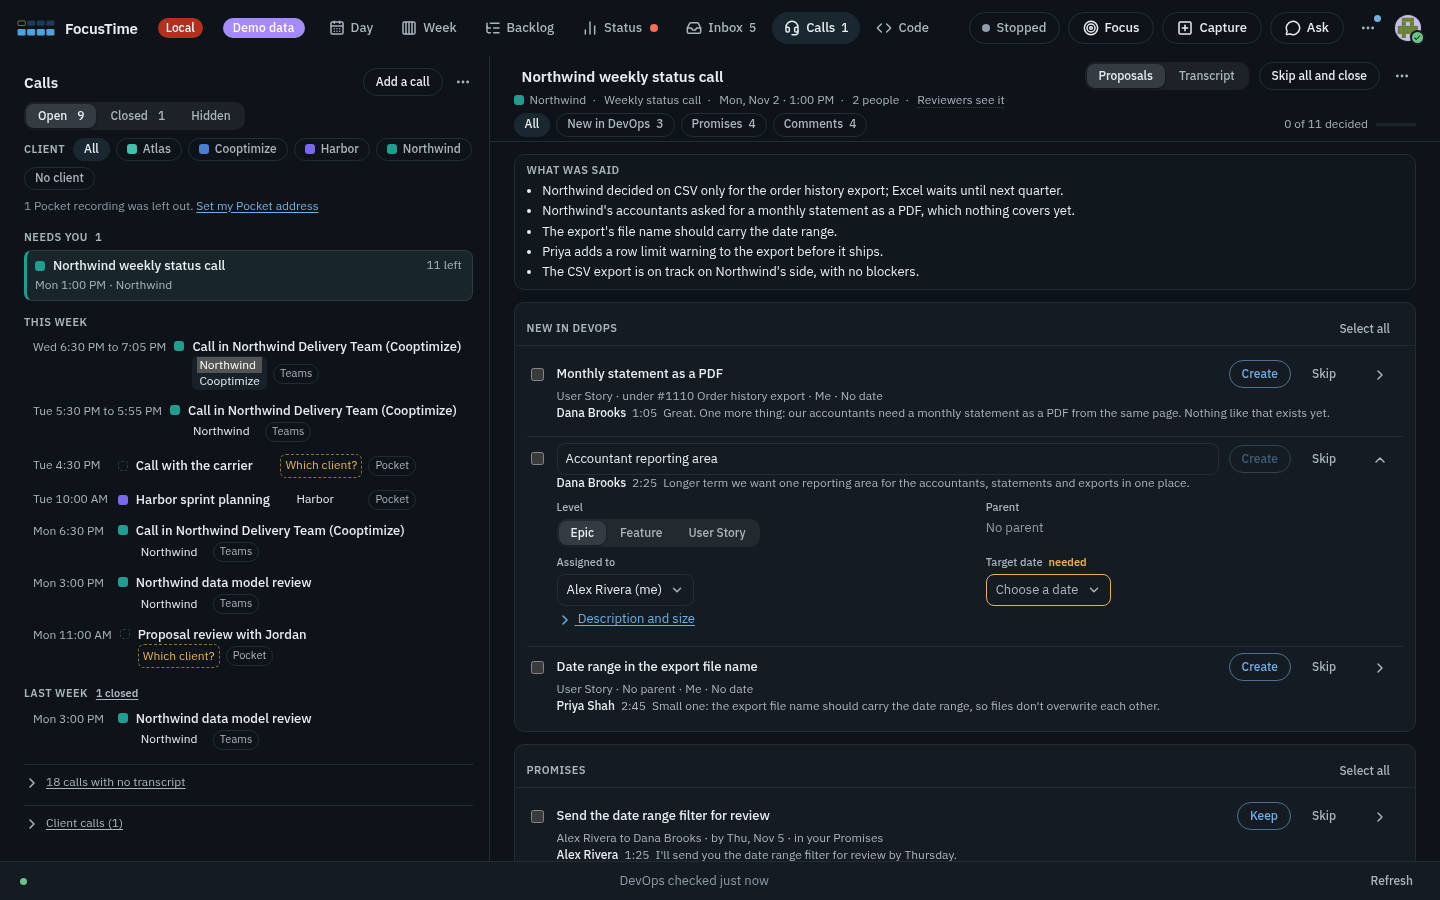 FocusTime
Local
Demo data
Day
Week
Backlog
Status
Inbox 5
Calls 1
Code
Stopped
Focus
Capture
Ask
Calls
Add a call
Open 9
Closed 1
Hidden
CLIENT
All
Atlas
Cooptimize
Harbor
Northwind
No client
1 Pocket recording was left out. Set my Pocket address
NEEDS YOU 1
Northwind weekly status call
11 left
Mon 1:00 PM · Northwind
THIS WEEK
Wed 6:30 PM to 7:05 PM
Call in Northwind Delivery Team (Cooptimize)
Northwind
Cooptimize
Teams
Tue 5:30 PM to 5:55 PM
Call in Northwind Delivery Team (Cooptimize)
Northwind
Teams
Tue 4:30 PM
Call with the carrier
Which client?
Pocket
Tue 10:00 AM
Harbor sprint planning
Harbor
Pocket
Mon 6:30 PM
Call in Northwind Delivery Team (Cooptimize)
Northwind
Teams
Mon 3:00 PM
Northwind data model review
Northwind
Teams
Mon 11:00 AM
Proposal review with Jordan
Which client?
Pocket
LAST WEEK 1 closed
Mon 3:00 PM
Northwind data model review
Northwind
Teams
18 calls with no transcript
Client calls (1)
Northwind weekly status call
Proposals
Transcript
Skip all and close
Northwind · Weekly status call · Mon, Nov 2 · 1:00 PM · 2 people · Reviewers see it
All
New in DevOps 3
Promises 4
Comments 4
0 of 11 decided
WHAT WAS SAID
• Northwind decided on CSV only for the order history export; Excel waits until next quarter.
• Northwind's accountants asked for a monthly statement as a PDF, which nothing covers yet.
• The export's file name should carry the date range.
• Priya adds a row limit warning to the export before it ships.
• The CSV export is on track on Northwind's side, with no blockers.
NEW IN DEVOPS
Select all
Monthly statement as a PDF
Create
Skip
User Story · under #1110 Order history export · Me · No date
Dana Brooks 1:05 Great. One more thing: our accountants need a monthly statement as a PDF from the same page. Nothing like that exists yet.
Accountant reporting area
Create
Skip
Dana Brooks 2:25 Longer term we want one reporting area for the accountants, statements and exports in one place.
Level
Parent
Epic
Feature
User Story
No parent
Assigned to
Target date needed
Alex Rivera (me)
Choose a date
Description and size
Date range in the export file name
Create
Skip
User Story · No parent · Me · No date
Priya Shah 2:45 Small one: the export file name should carry the date range, so files don't overwrite each other.
PROMISES
Select all
Send the date range filter for review
Keep
Skip
Alex Rivera to Dana Brooks · by Thu, Nov 5 · in your Promises
Alex Rivera 1:25 I'll send you the date range filter for review by Thursday.
DevOps checked just now
Refresh